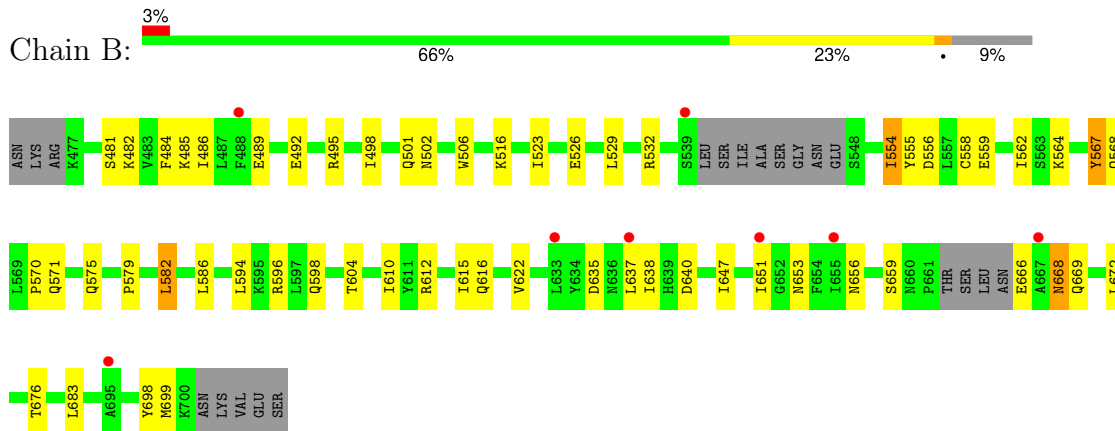 3%
Chain B:
66% 23% • 9%
ASN LYS ARG K477 S481 K482 V483 F484 K485 I486 L487 F488 E489 E492 R495 I498 Q501 N502 W506 K516 I523 E526 L529 R532 S539 LEU SER ILE ALA SER GLY ASN GLU S548 I554 Y555 D556 L557 C558 E559 I562 S563 K564 Y567
L569 P570 Q571 Q575 P579 L582 L586 L594 K595 R596 L597 Q598 T604 I610 Y611 R612 I615 Q616 V622 L633 Y634 D635 N636 L637 I638 H639 D640 I647 I651 G652 N653 F654 I655 N656 S659 N660 P661 THR SER LEU ASN E666 A667 N668 Q669 L672
T676 L683 A695 Y698 M699 K700 ASN LYS VAL GLU SER